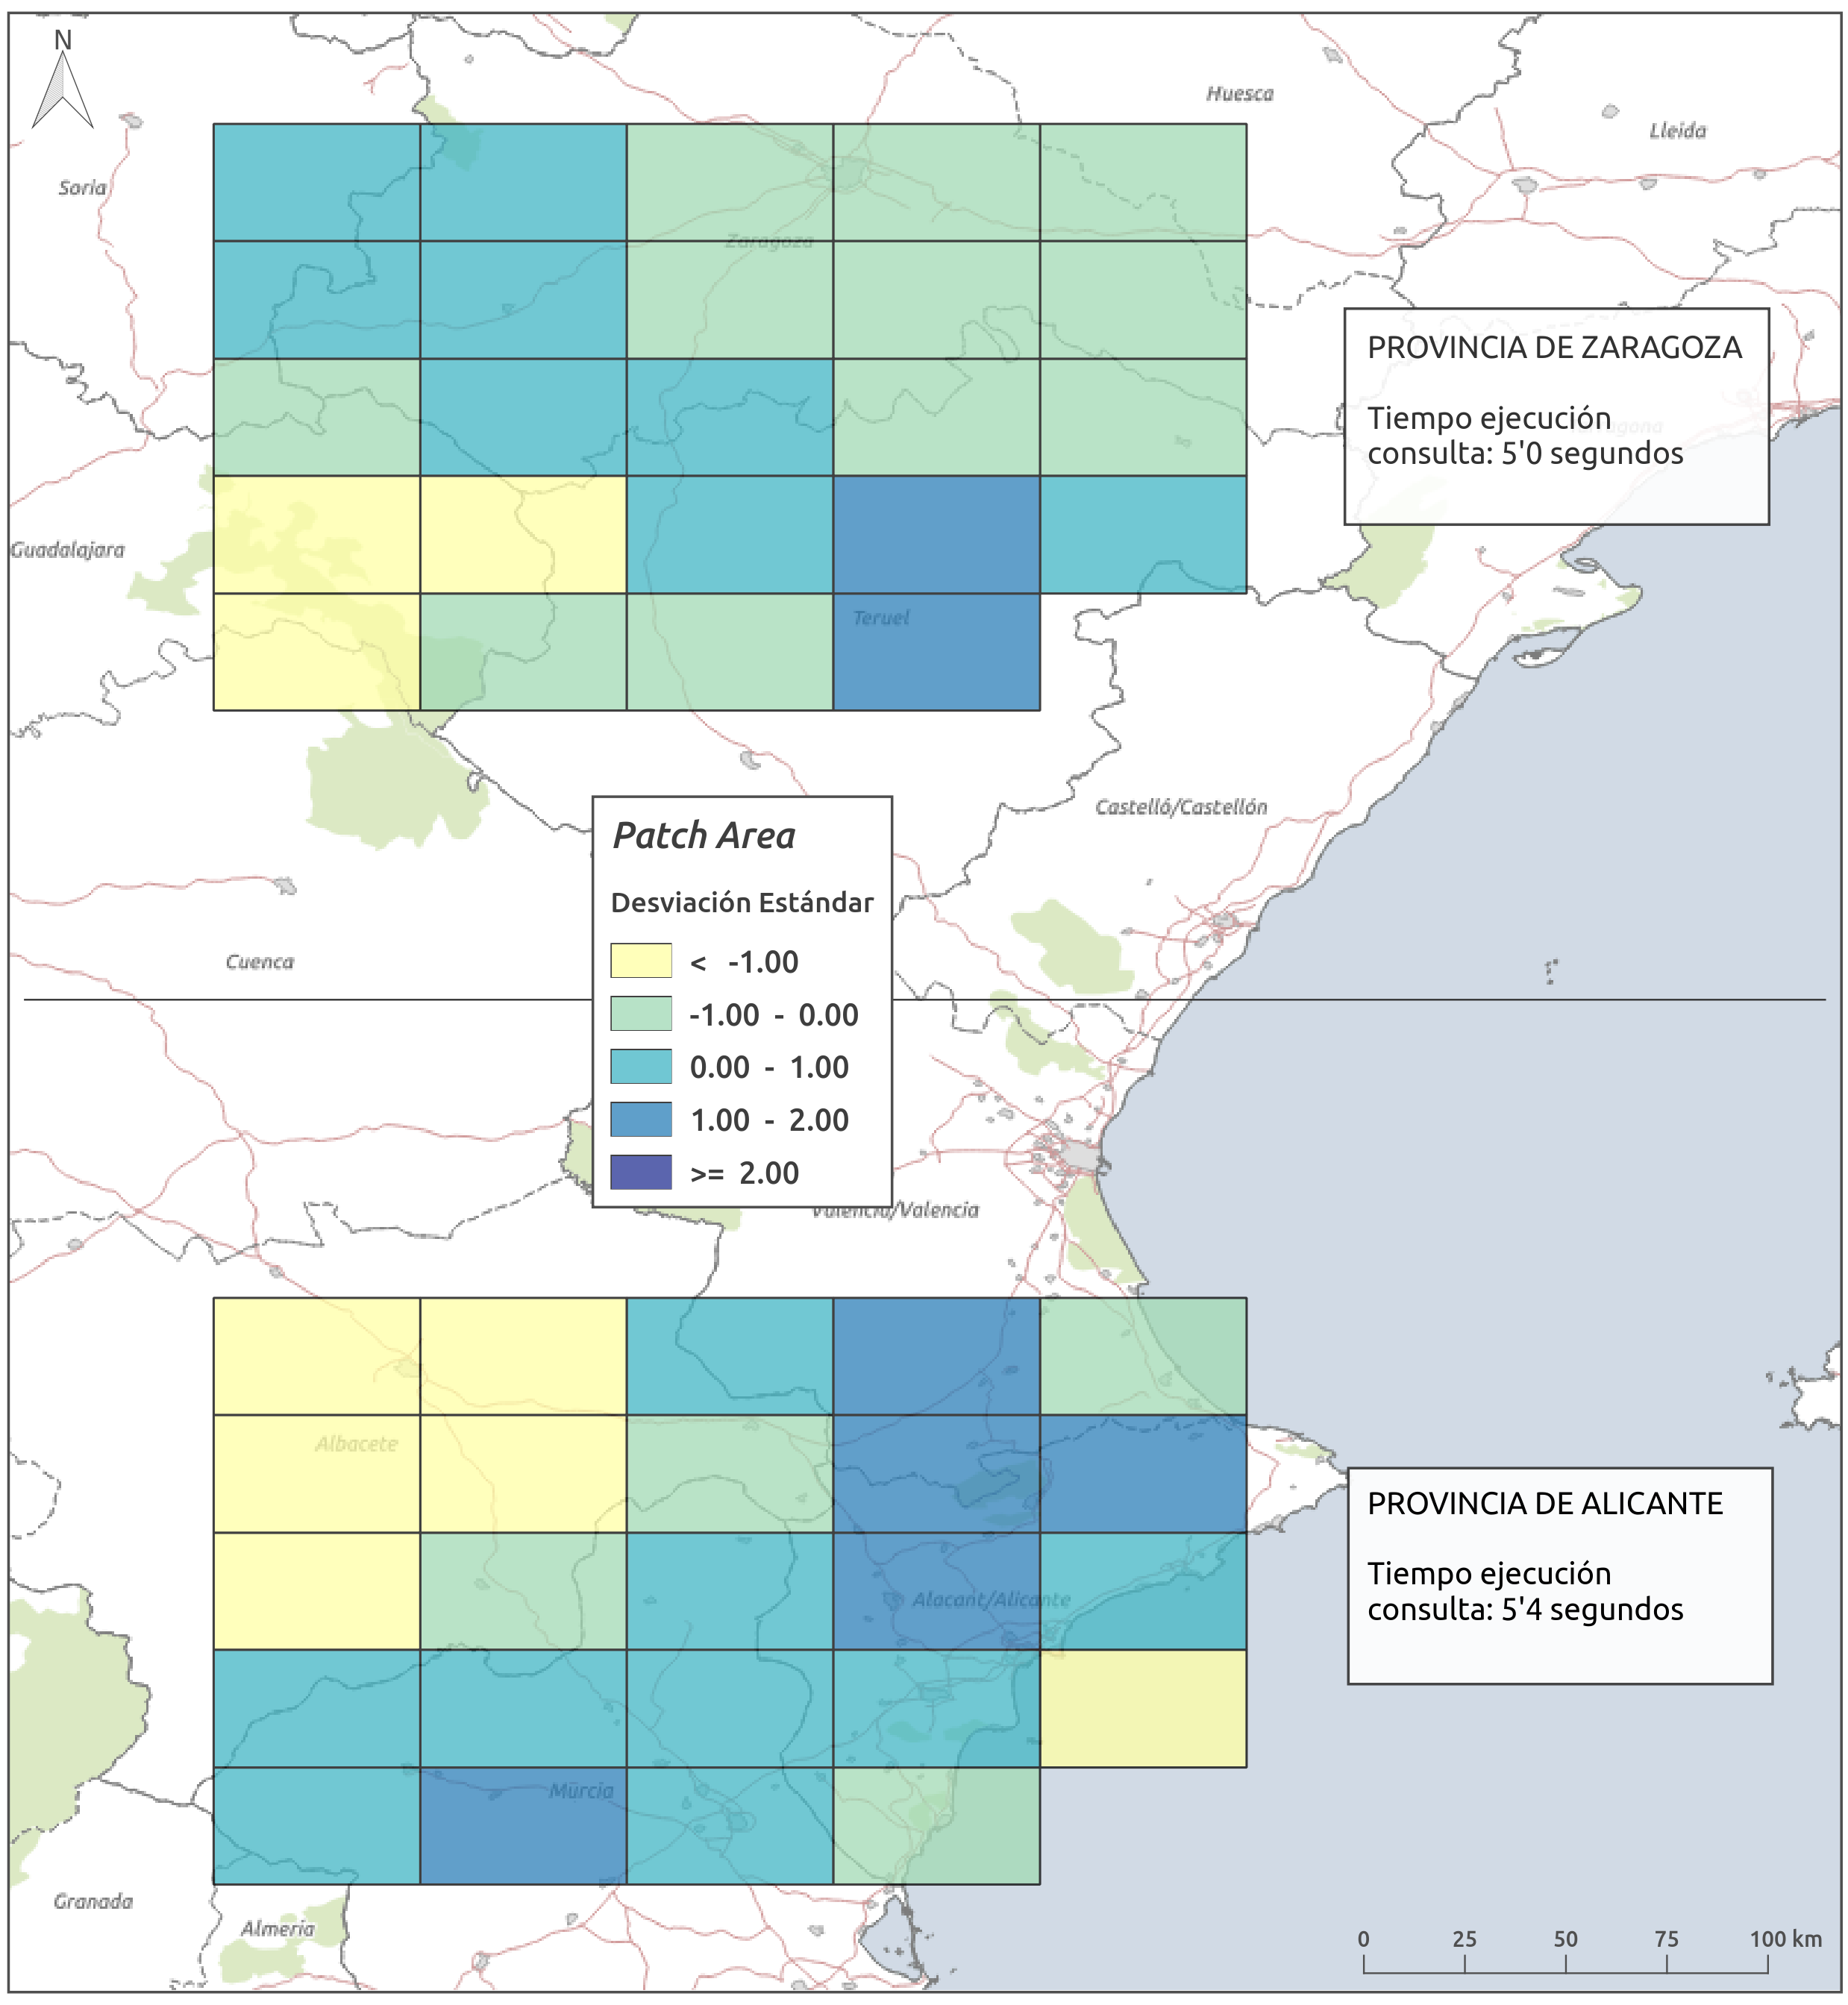 N
Huesca
Lleida
Soria
Zaragoza
PROVINCIA DE ZARAGOZA
Tiempo ejecución
consulta: 5'0 segundos
Guadalajara
Teruel
Castelló/Castellón
Patch Area
Desviación Estándar
< -1.00
-1.00 - 0.00
0.00 - 1.00
1.00 - 2.00
>= 2.00
Cuenca
València/Valencia
Albacete
PROVINCIA DE ALICANTE
Tiempo ejecución
consulta: 5'4 segundos
Alacant/Alicante
Múrcia
Granada
Almería
0 25 50 75 100 km